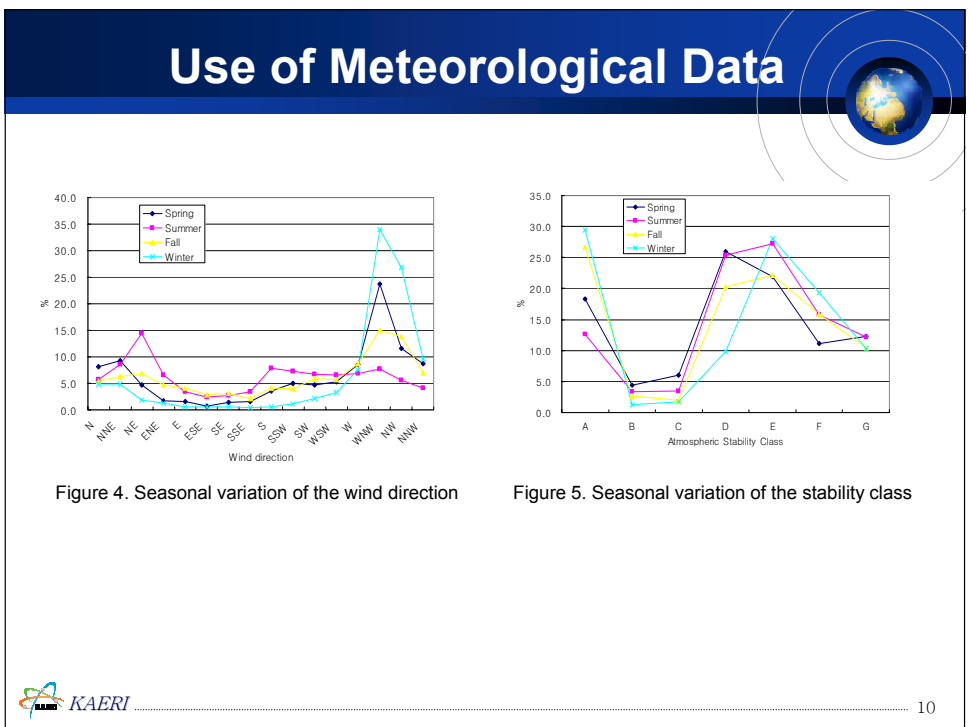 Use of Meteorological Data
40.0
35.0
30.0
25.0
20.0
15.0
10.0
5.0
0.0
%
Spring
Summer
Fall
Winter
N
NNE
NE
ENE
E
ESE
SE
SSE
S
SSW
SW
WSW
W
WNW
NW
NNW
Wind direction
Figure 4. Seasonal variation of the wind direction
35.0
30.0
25.0
20.0
15.0
10.0
5.0
0.0
%
Spring
Summer
Fall
Winter
A B C D E F G
Atmospheric Stability Class
Figure 5. Seasonal variation of the stability class
KAERI
10